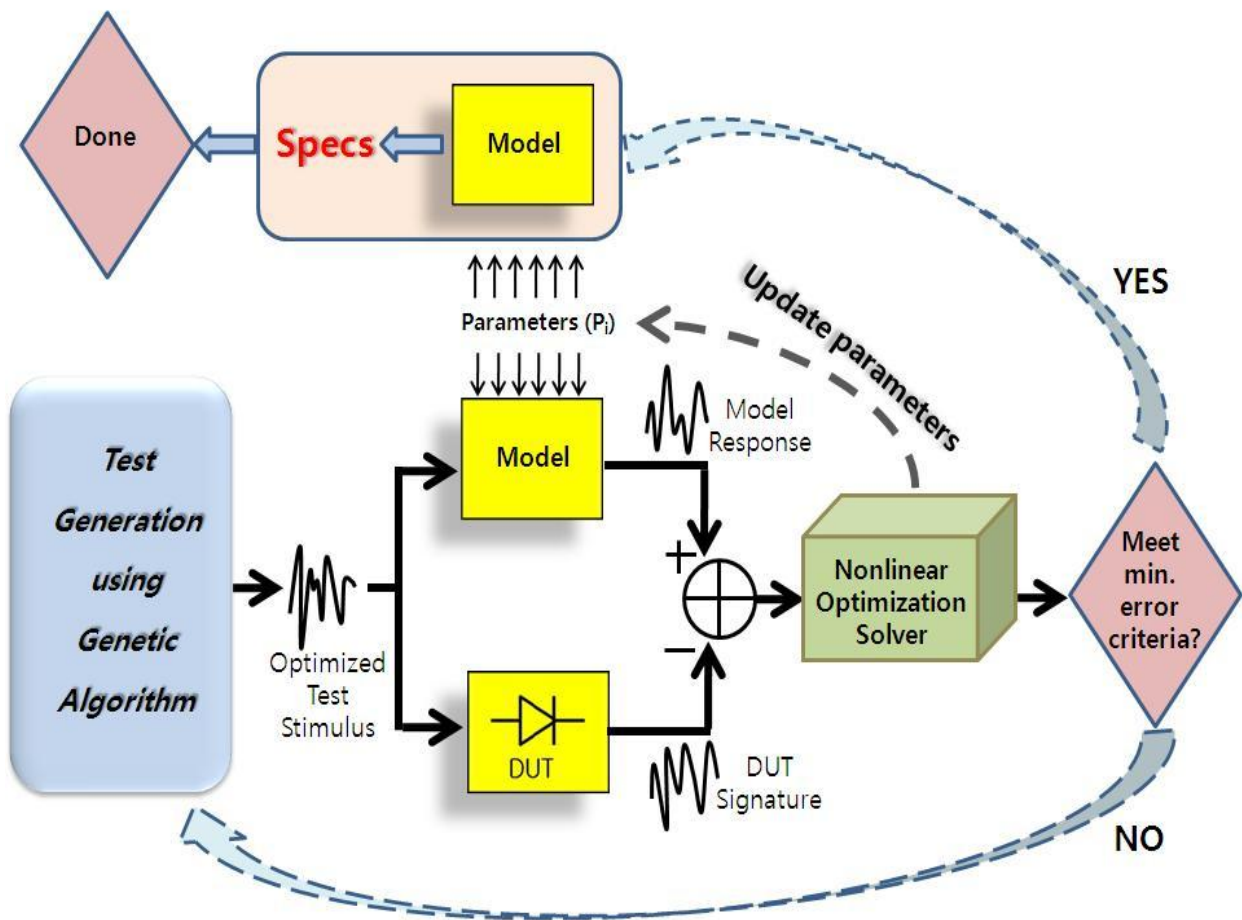 Done
Specs
Model
YES
Update parameters
Parameters (Pi)
Test
Generation
using
Genetic
Algorithm
Optimized
Test
Stimulus
Model
Model
Response
+
−
DUT
DUT
Signature
Nonlinear
Optimization
Solver
Meet
min.
error
criteria?
NO